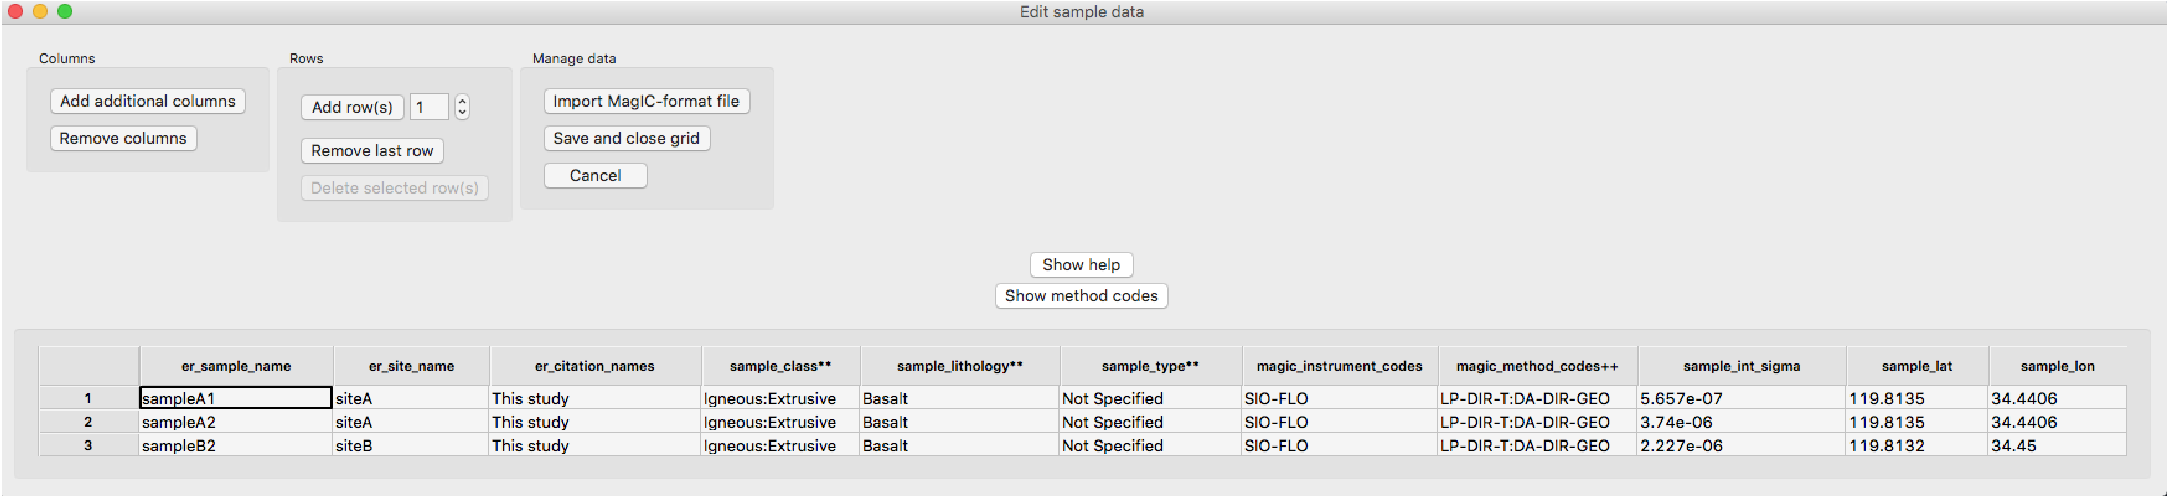 Edit sample data
Columns
Rows
Manage data
Add additional columns
Remove columns
Add row(s) 1
Remove last row
Delete selected row(s)
Import MagIC-format file
Save and close grid
Cancel
Show help
Show method codes
er_sample_name er_site_name er_citation_names sample_class** sample_lithology** sample_type** magic_instrument_codes magic_method_codes++ sample_int_sigma sample_lat sample_lon
1 sampleA1 siteA This study Igneous:Extrusive Basalt Not Specified SIO-FLO LP-DIR-T:DA-DIR-GEO 5.657e-07 119.8135 34.4406
2 sampleA2 siteA This study Igneous:Extrusive Basalt Not Specified SIO-FLO LP-DIR-T:DA-DIR-GEO 3.74e-06 119.8135 34.4406
3 sampleB2 siteB This study Igneous:Extrusive Basalt Not Specified SIO-FLO LP-DIR-T:DA-DIR-GEO 2.227e-06 119.8132 34.45